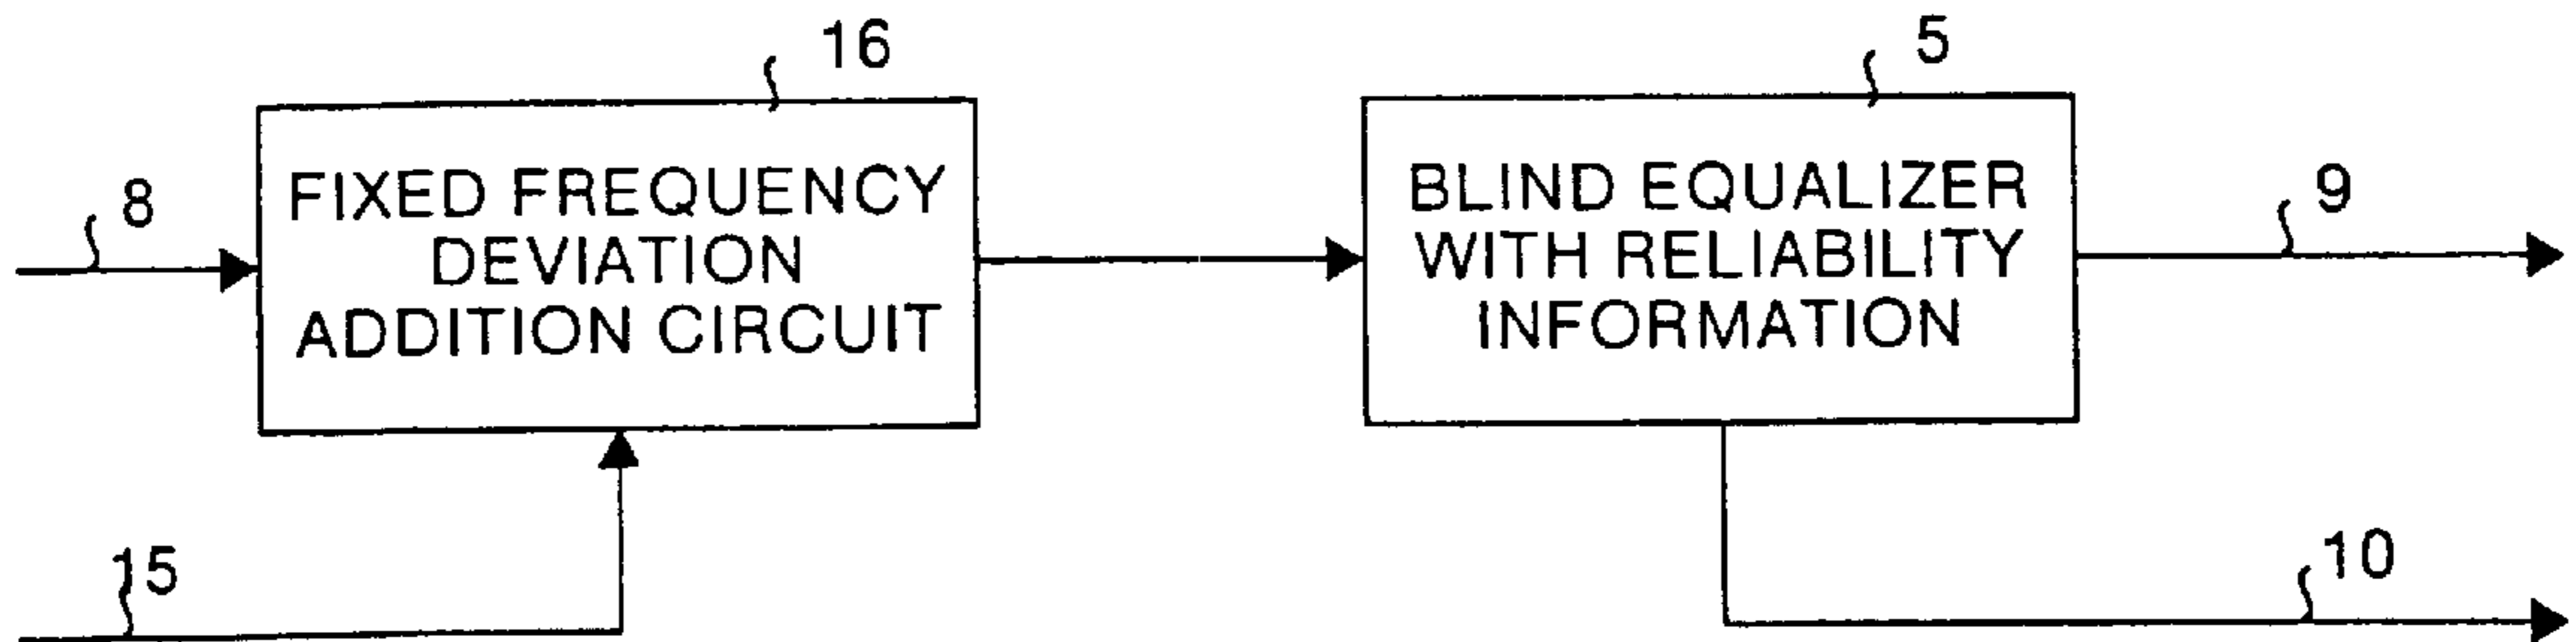 16
5
8
FIXED FREQUENCY
DEVIATION
ADDITION CIRCUIT
BLIND EQUALIZER
WITH RELIABILITY
INFORMATION
9
15
10